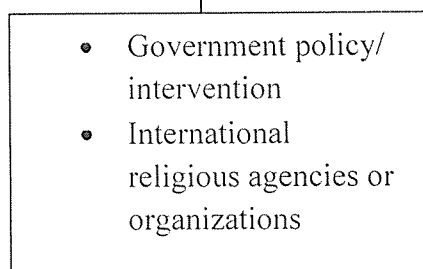 • Government policy/
intervention
• International
religious agencies or
organizations